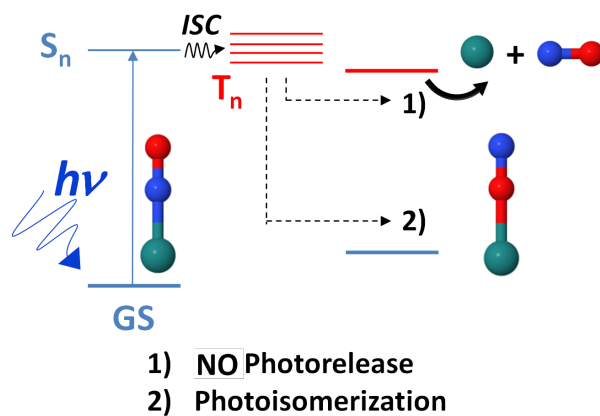 ISC
Sn
Tn
+
1)
hν
2)
GS
1) NO Photorelease
2) Photoisomerization